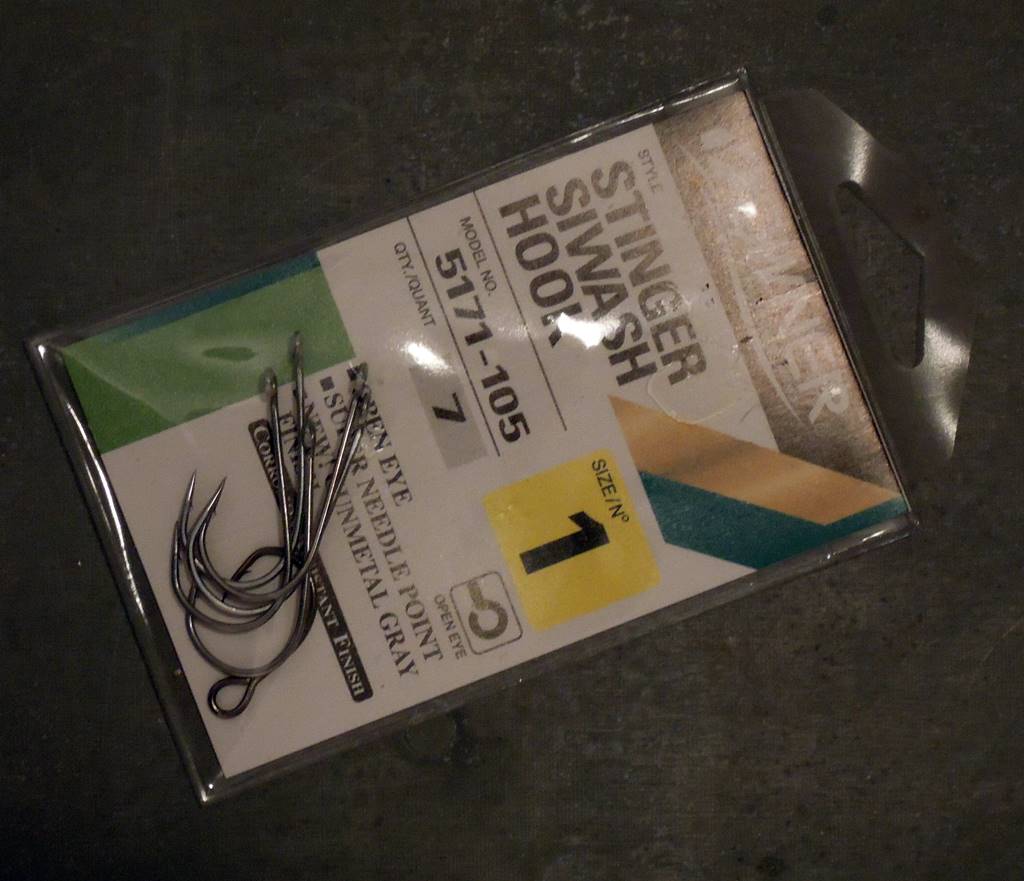 STYLE
STINGER
SIWASH
HOOK
MODEL NO.
5171-105
QTY./QUANT
7
SIZE/Nº
1
OPEN EYE
OPEN EYE
NEEDLE POINT
GUNMETAL GRAY
FINISH